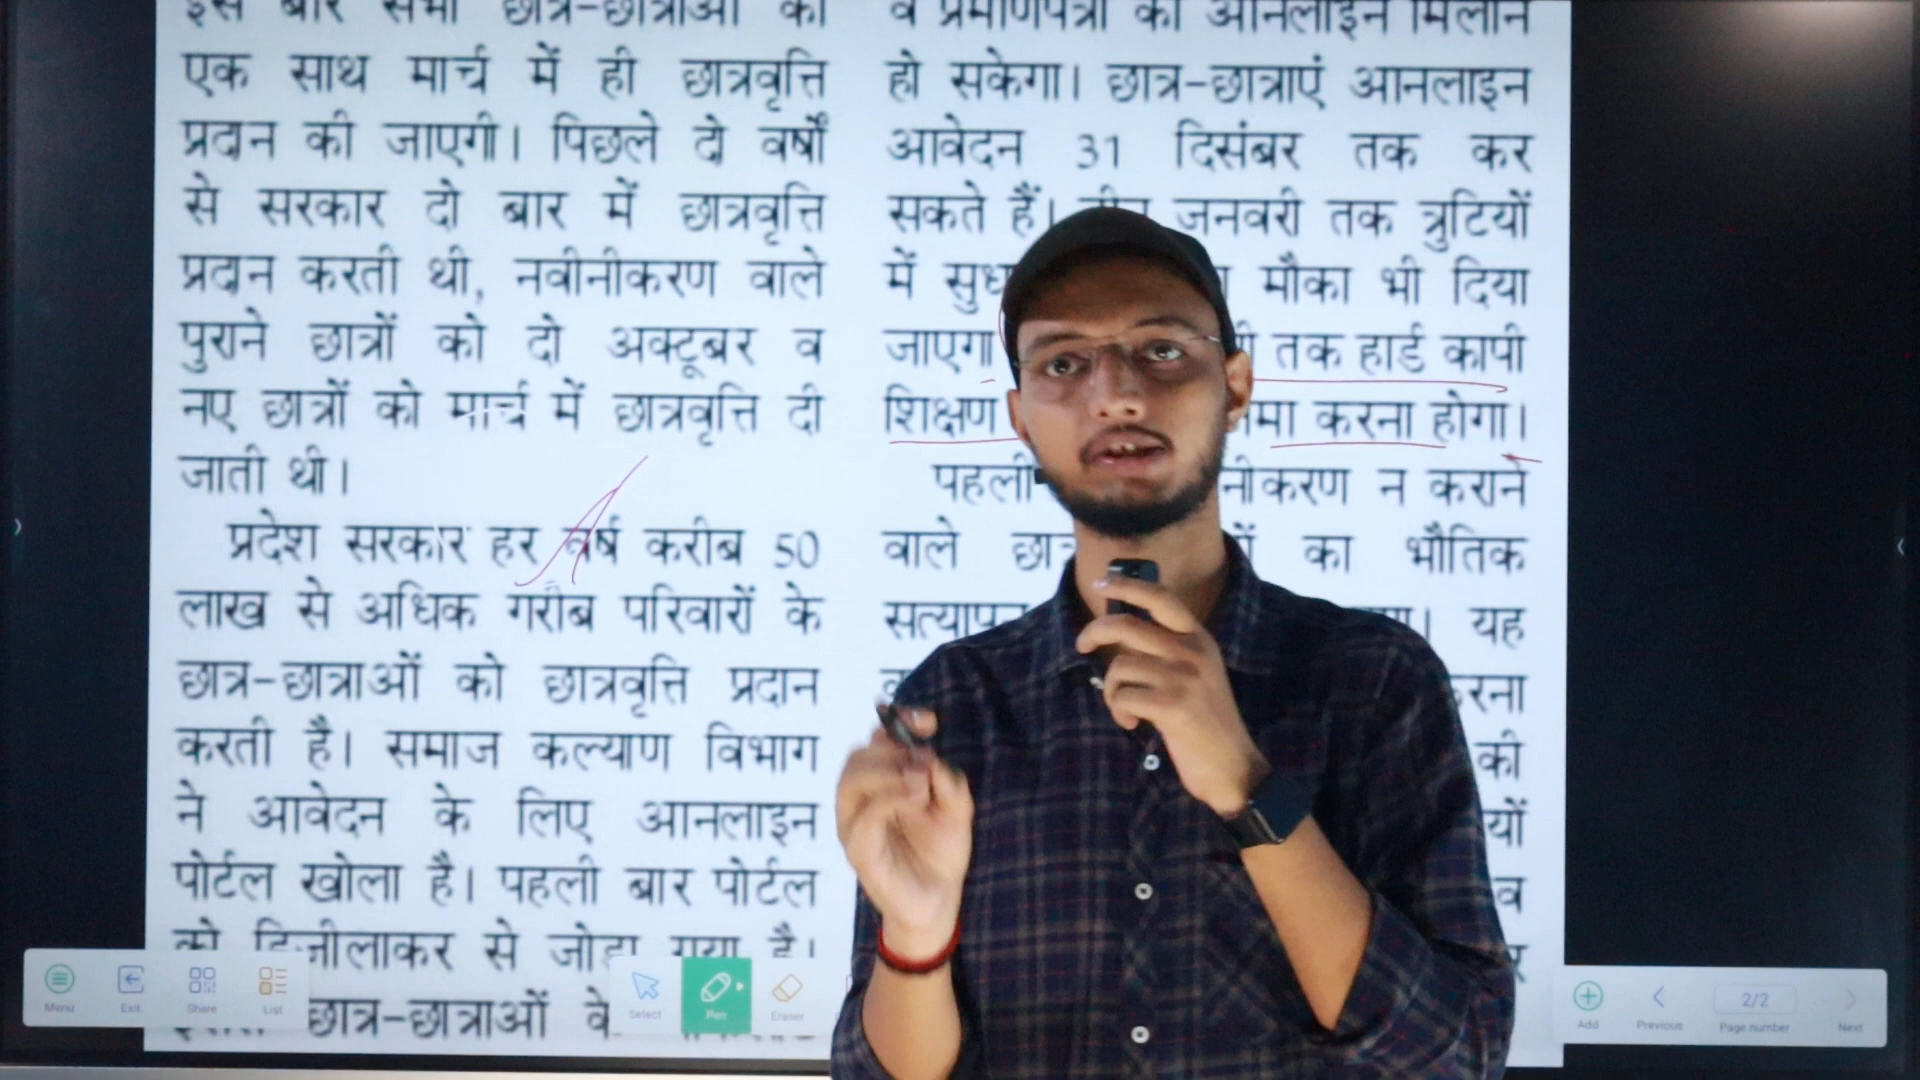 इस बार सभी छात्र-छात्राओं को
एक साथ मार्च में ही छात्रवृत्ति
प्रदान की जाएगी। पिछले दो वर्षों
से सरकार दो बार में छात्रवृत्ति
प्रदान करती थी, नवीनीकरण वाले
पुराने छात्रों को दो अक्टूबर व
नए छात्रों को मार्च में छात्रवृत्ति दी
जाती थी।
प्रदेश सरकार हर वर्ष करीब 50
लाख से अधिक गरीब परिवारों के
छात्र-छात्राओं को छात्रवृत्ति प्रदान
करती है। समाज कल्याण विभाग
ने आवेदन के लिए आनलाइन
पोर्टल खोला है। पहली बार पोर्टल
को डिजीलाकर से जोड़ा गया है।
छात्र-छात्राओं के
व प्रमाणपत्रों का आनलाइन मिलान
हो सकेगा। छात्र-छात्राएं आनलाइन
आवेदन 31 दिसंबर तक कर
सकते हैं। जनवरी तक त्रुटियों
में मौका भी दिया
जाएगा तक हार्ड कापी
शिक्षण करना होगा।
पहली न कराने
वाले का भौतिक
यह
की
व
Menu
Exit
Share
List
Select
Pen
Eraser
Add
Previous
2/2
Page number
Next